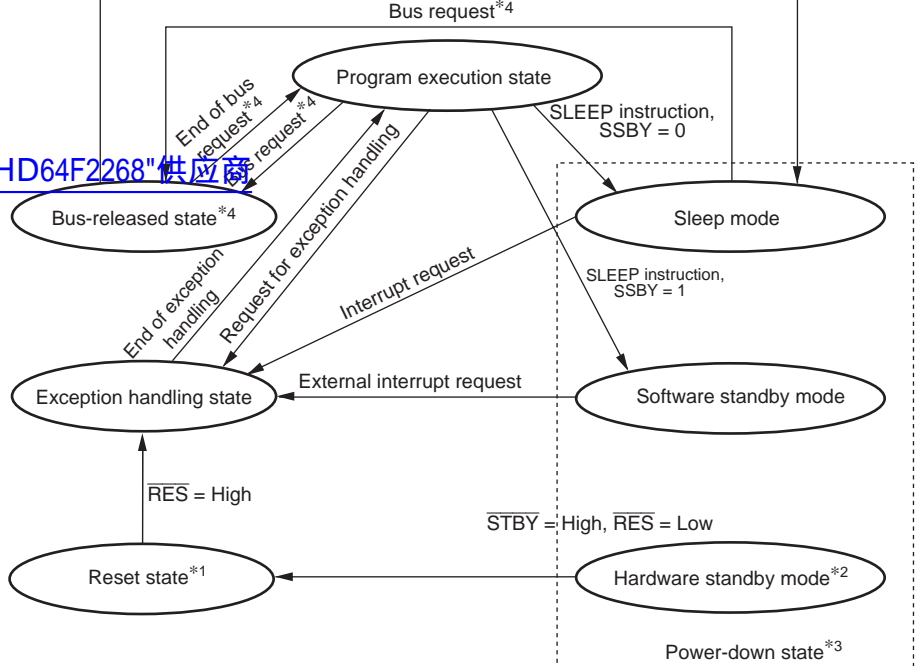 Bus request*4
Program execution state
End of bus
request*4
Bus request*4
SLEEP instruction,
SSBY = 0
HD64F2268"供应商
Bus-released state*4
Sleep mode
End of exception
handling
Request for exception handling
Interrupt request
SLEEP instruction,
SSBY = 1
Exception handling state
External interrupt request
Software standby mode
RES = High
STBY = High, RES = Low
Reset state*1
Hardware standby mode*2
Power-down state*3